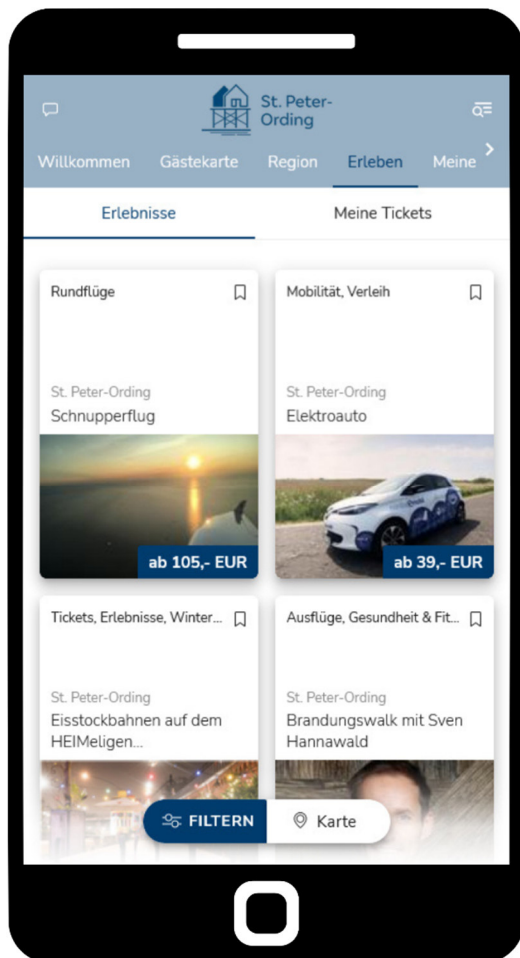 St. Peter-
Ording
Willkommen Gästekarte Region Erleben Meine
Erlebnisse Meine Tickets
Rundflüge
St. Peter-Ording
Schnupperflug
ab 105,- EUR
Mobilität, Verleih
St. Peter-Ording
Elektroauto
ab 39,- EUR
Tickets, Erlebnisse, Winter...
St. Peter-Ording
Eisstockbahnen auf dem
HEIMeligen...
Ausflüge, Gesundheit & Fit...
St. Peter-Ording
Brandungswalk mit Sven
Hannawald
FILTERN Karte